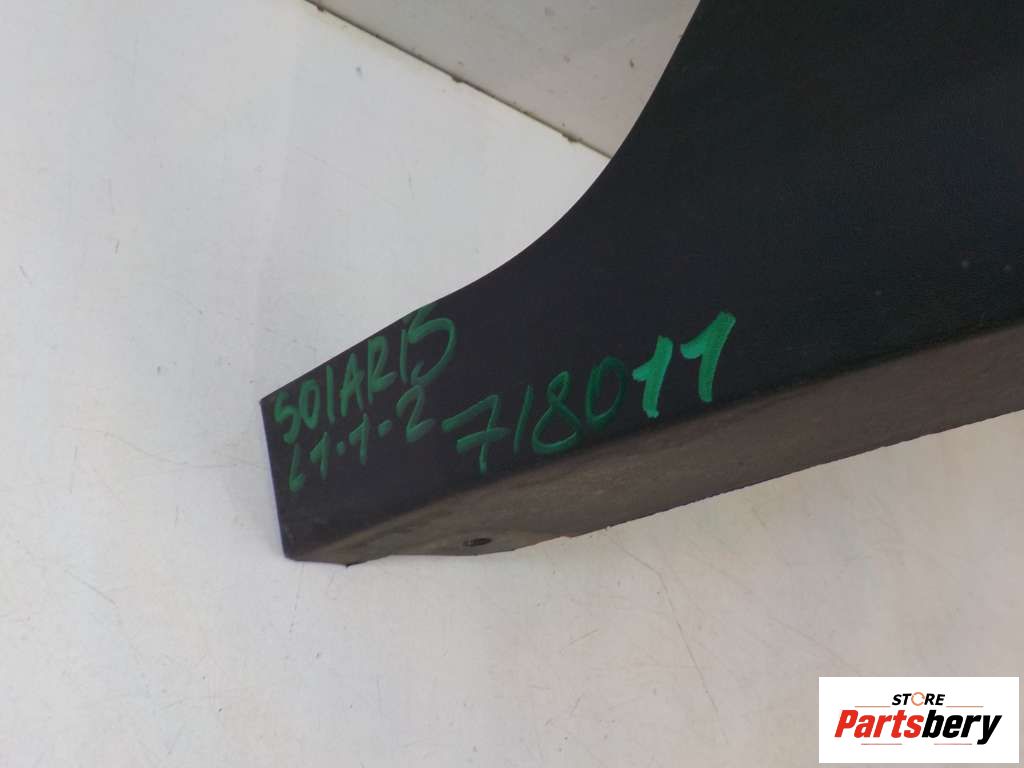 SOlARIS
L1.1.2 718011
STORE
Partsbery